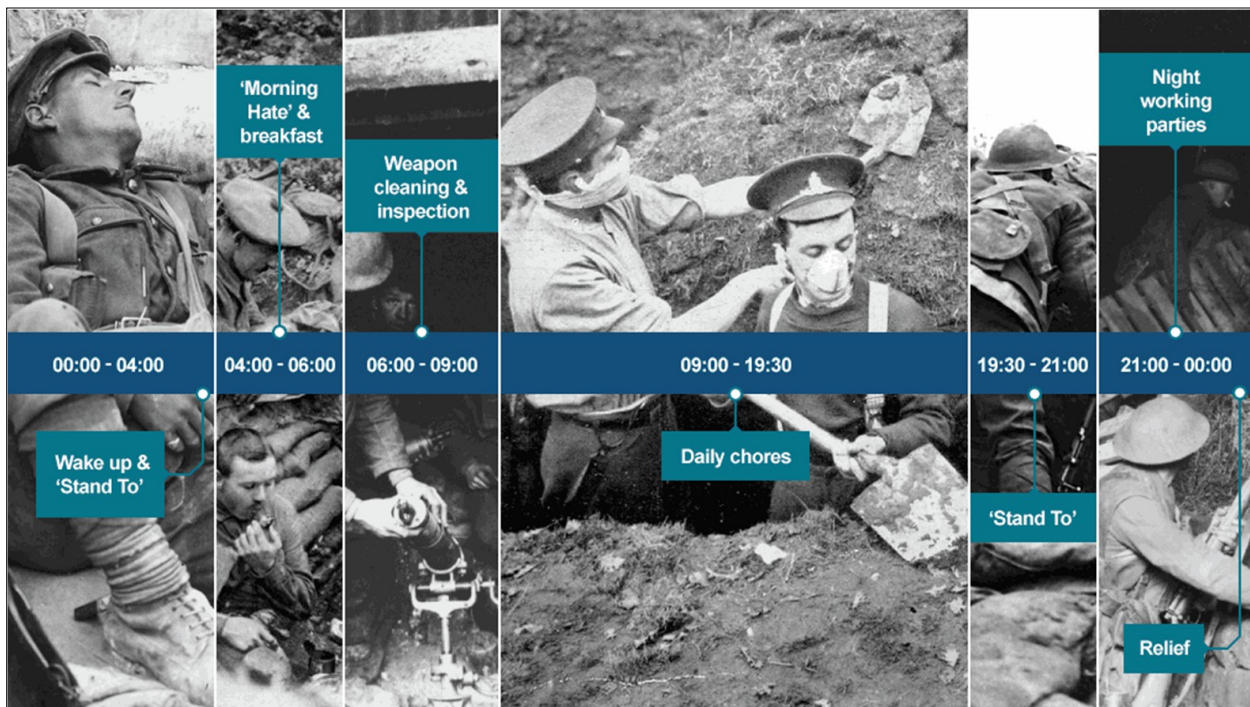 'Morning
Hate' &
breakfast
Weapon
cleaning &
inspection
Night
working
parties
00:00 - 04:00
04:00 - 06:00
06:00 - 09:00
09:00 - 19:30
19:30 - 21:00
21:00 - 00:00
Wake up &
'Stand To'
Daily chores
'Stand To'
Relief